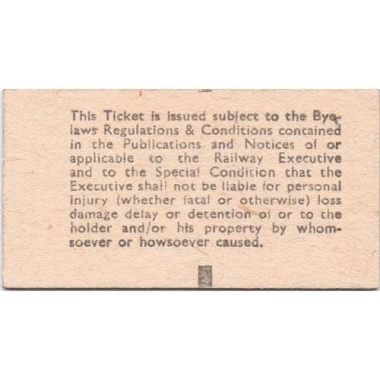 This Ticket is issued subject to the Bye-
laws Regulations & Conditions contained
in the Publications and Notices of or
applicable to the Railway Executive
and to the Special Condition that the
Executive shall not be liable for personal
injury (whether fatal or otherwise) loss
damage delay or detention of or to the
holder and/or his property by whom-
soever or howsoever caused.